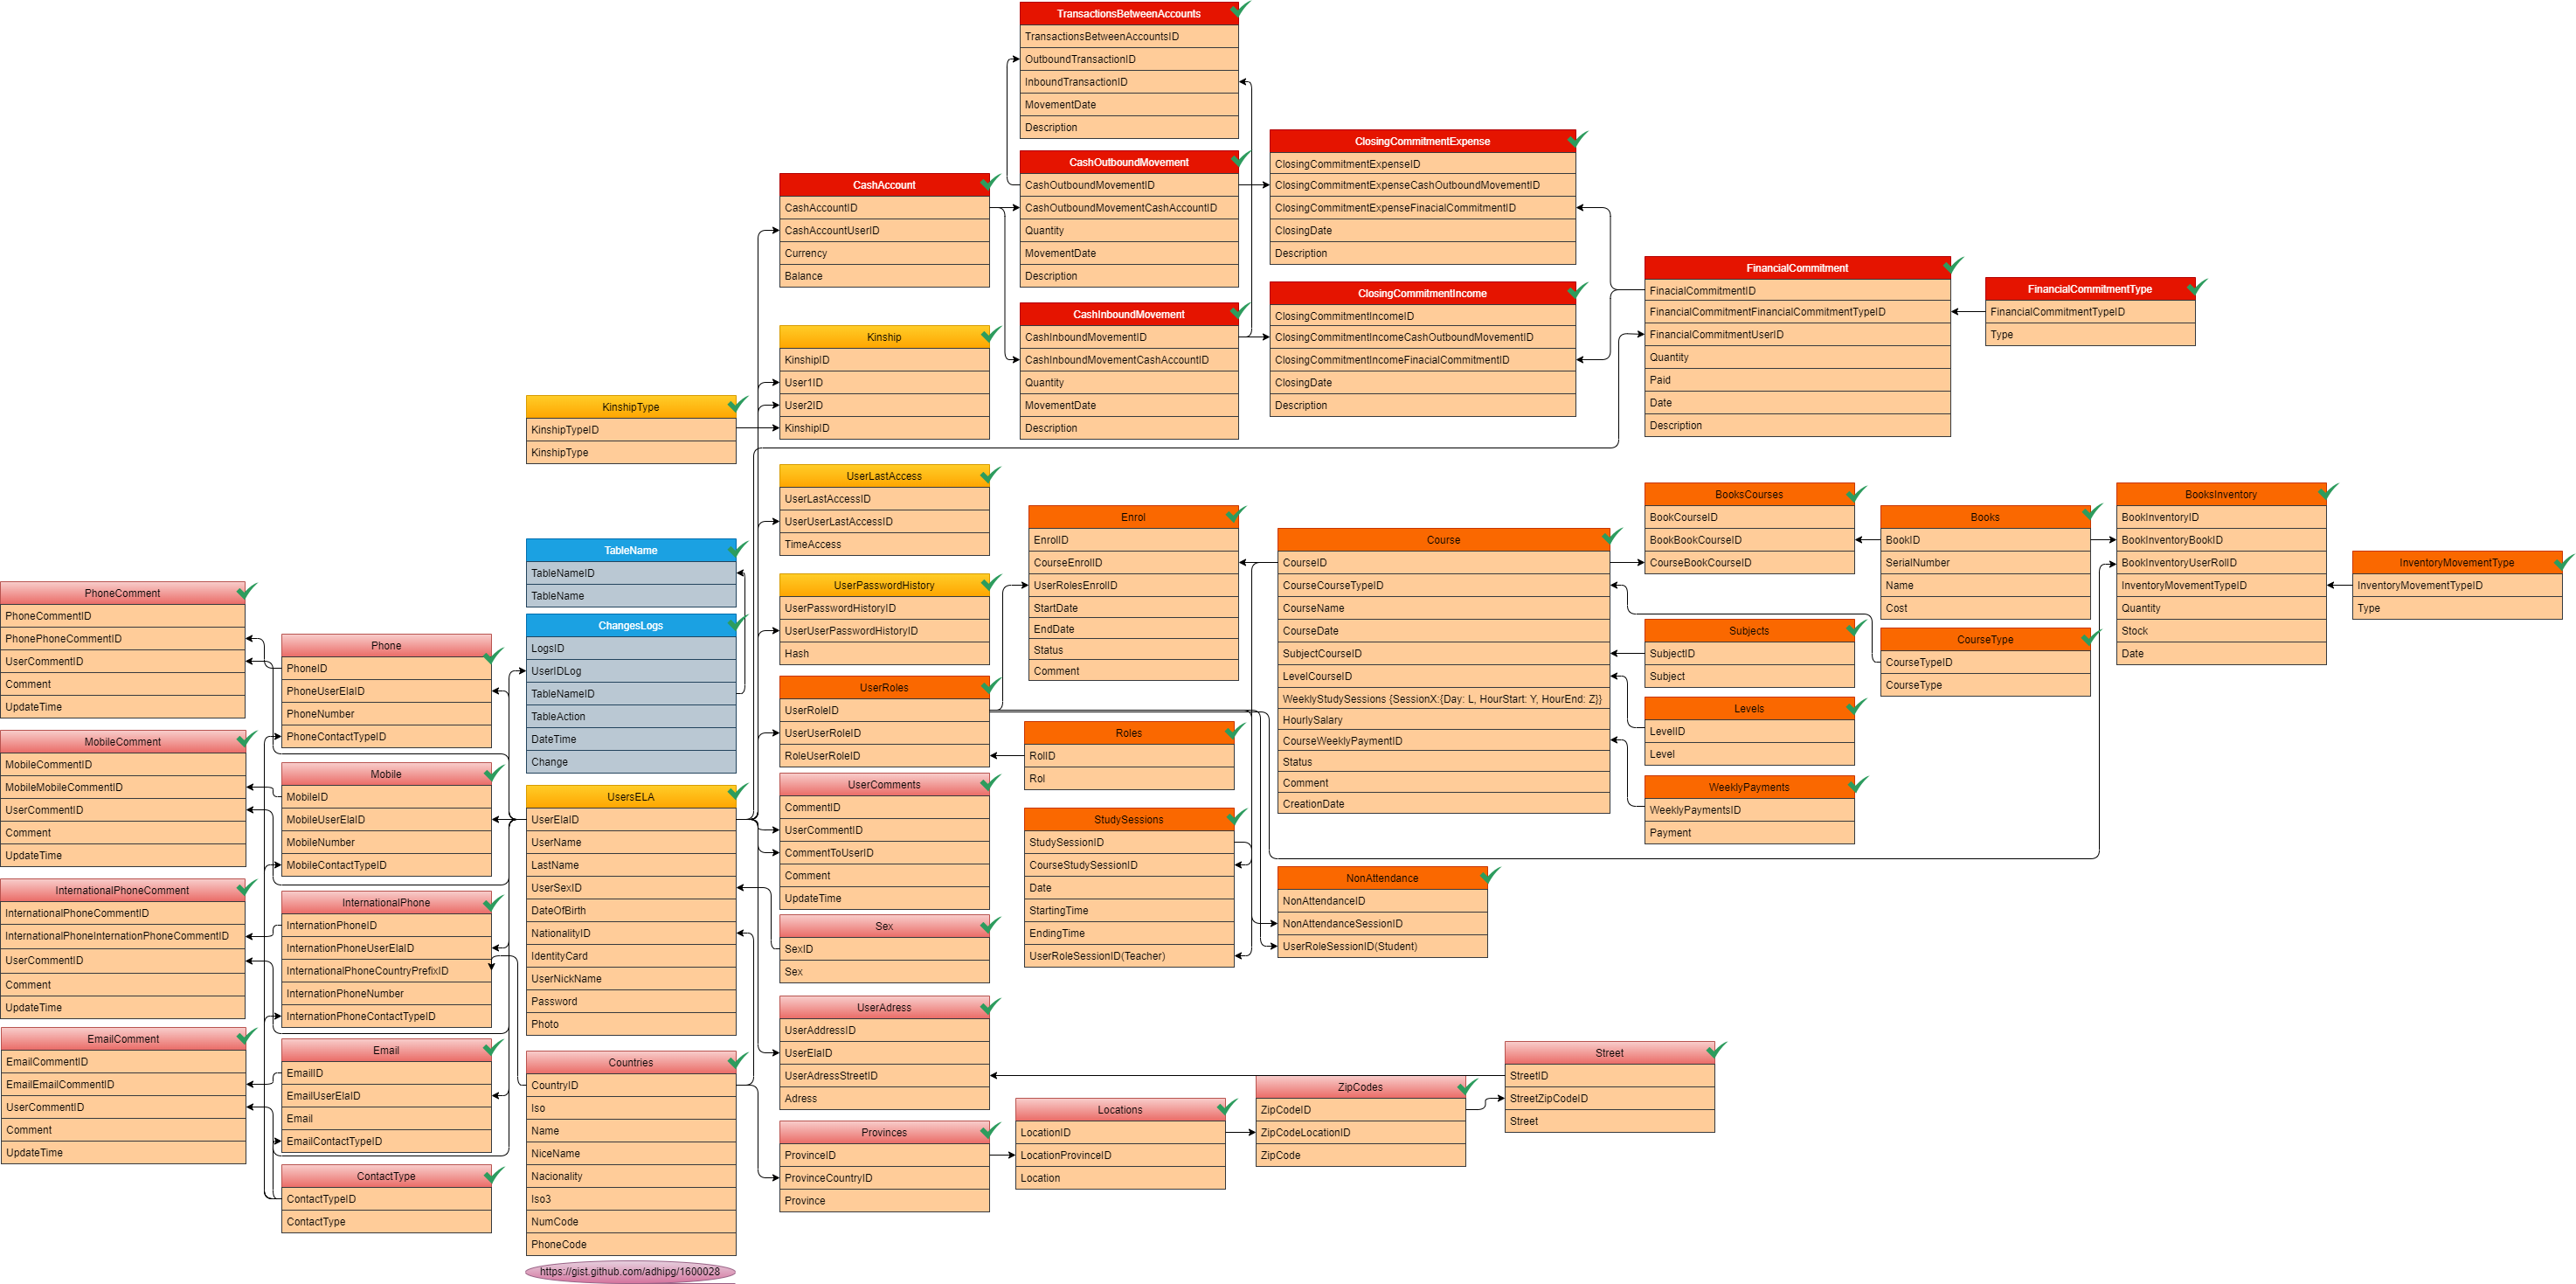 TransactionsBetweenAccounts
TransactionsBetweenAccountsID
OutboundTransactionID
InboundTransactionID
MovementDate
Description
ClosingCommitmentExpense
ClosingCommitmentExpenseID
ClosingCommitmentExpenseCashOutboundMovementID
ClosingCommitmentExpenseFinacialCommitmentID
ClosingDate
Description
CashOutboundMovement
CashOutboundMovementID
CashOutboundMovementCashAccountID
Quantity
MovementDate
Description
CashAccount
CashAccountID
CashAccountUserID
Currency
Balance
FinancialCommitment
FinacialCommitmentID
FinancialCommitmentFinancialCommitmentTypeID
FinancialCommitmentUserID
Quantity
Paid
Date
Description
FinancialCommitmentType
FinancialCommitmentTypeID
Type
ClosingCommitmentIncome
ClosingCommitmentIncomeID
ClosingCommitmentIncomeCashOutboundMovementID
ClosingCommitmentIncomeFinacialCommitmentID
ClosingDate
Description
CashInboundMovement
CashInboundMovementID
CashInboundMovementCashAccountID
Quantity
MovementDate
Description
Kinship
KinshipID
User1ID
User2ID
KinshipID
KinshipType
KinshipTypeID
KinshipType
UserLastAccess
UserLastAccessID
UserUserLastAccessID
TimeAccess
Enrol
EnrolID
CourseEnrolID
UserRolesEnrolID
StartDate
EndDate
Status
Comment
Course
CourseID
CourseCourseTypeID
CourseName
CourseDate
SubjectCourseID
LevelCourseID
WeeklyStudySessions {SessionX:{Day: L, HourStart: Y, HourEnd: Z}}
HourlySalary
CourseWeeklyPaymentID
Status
Comment
CreationDate
BooksCourses
BookCourseID
BookBookCourseID
CourseBookCourseID
Books
BookID
SerialNumber
Name
Cost
BooksInventory
BookInventoryID
BookInventoryBookID
BookInventoryUserRolID
InventoryMovementTypeID
Quantity
Stock
Date
InventoryMovementType
InventoryMovementTypeID
Type
TableName
TableNameID
TableName
UserPasswordHistory
UserPasswordHistoryID
UserUserPasswordHistoryID
Hash
ChangesLogs
LogsID
UserIDLog
TableNameID
TableAction
DateTime
Change
Subjects
SubjectID
Subject
CourseType
CourseTypeID
CourseType
Levels
LevelID
Level
WeeklyPayments
WeeklyPaymentsID
Payment
UserRoles
UserRoleID
UserUserRoleID
RoleUserRoleID
Roles
RolID
Rol
PhoneComment
PhoneCommentID
PhonePhoneCommentID
UserCommentID
Comment
UpdateTime
Phone
PhoneID
PhoneUserElaID
PhoneNumber
PhoneContactTypeID
MobileComment
MobileCommentID
MobileMobileCommentID
UserCommentID
Comment
UpdateTime
Mobile
MobileID
MobileUserElaID
MobileNumber
MobileContactTypeID
UsersELA
UserElaID
UserName
LastName
UserSexID
DateOfBirth
NationalityID
IdentityCard
UserNickName
Password
Photo
UserComments
CommentID
UserCommentID
CommentToUserID
Comment
UpdateTime
StudySessions
StudySessionID
CourseStudySessionID
Date
StartingTime
EndingTime
UserRoleSessionID(Teacher)
NonAttendance
NonAttendanceID
NonAttendanceSessionID
UserRoleSessionID(Student)
InternationalPhoneComment
InternationalPhoneCommentID
InternationalPhoneInternationPhoneCommentID
UserCommentID
Comment
UpdateTime
InternationalPhone
InternationPhoneID
InternationPhoneUserElaID
InternationalPhoneCountryPrefixID
InternationPhoneNumber
InternationPhoneContactTypeID
Sex
SexID
Sex
UserAdress
UserAddressID
UserElaID
UserAdressStreetID
Adress
EmailComment
EmailCommentID
EmailEmailCommentID
UserCommentID
Comment
UpdateTime
Email
EmailID
EmailUserElaID
Email
EmailContactTypeID
Countries
CountryID
Iso
Name
NiceName
Nacionality
Iso3
NumCode
PhoneCode
Street
StreetID
StreetZipCodeID
Street
ZipCodes
ZipCodeID
ZipCodeLocationID
ZipCode
Locations
LocationID
LocationProvinceID
Location
Provinces
ProvinceID
ProvinceCountryID
Province
ContactType
ContactTypeID
ContactType
https://gist.github.com/adhipg/1600028